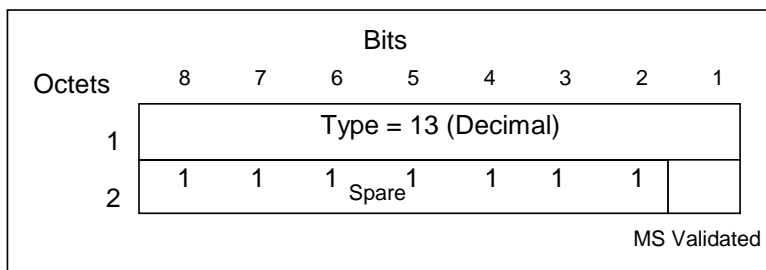 Bits
Octets 8 7 6 5 4 3 2 1
1 Type = 13 (Decimal)
2 1 1 1 1 1 1 1
Spare
MS Validated